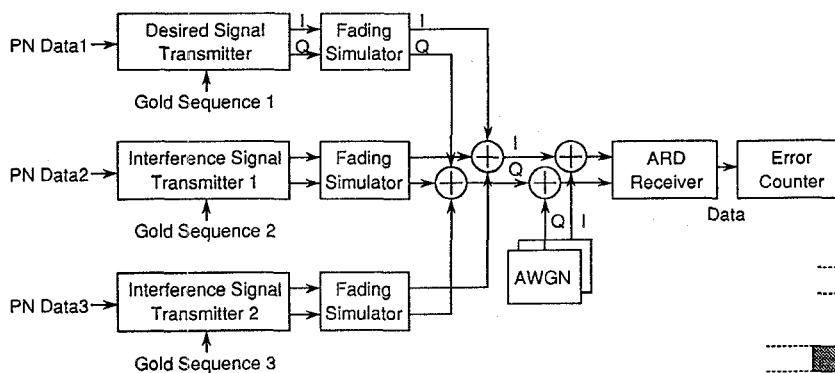 PN Data1
Desired Signal
Transmitter
I
Q
Fading
Simulator
I
Q
Gold Sequence 1
PN Data2
Interference Signal
Transmitter 1
Fading
Simulator
I
Q
ARD
Receiver
Error
Counter
Data
Gold Sequence 2
Q
I
AWGN
PN Data3
Interference Signal
Transmitter 2
Fading
Simulator
Gold Sequence 3